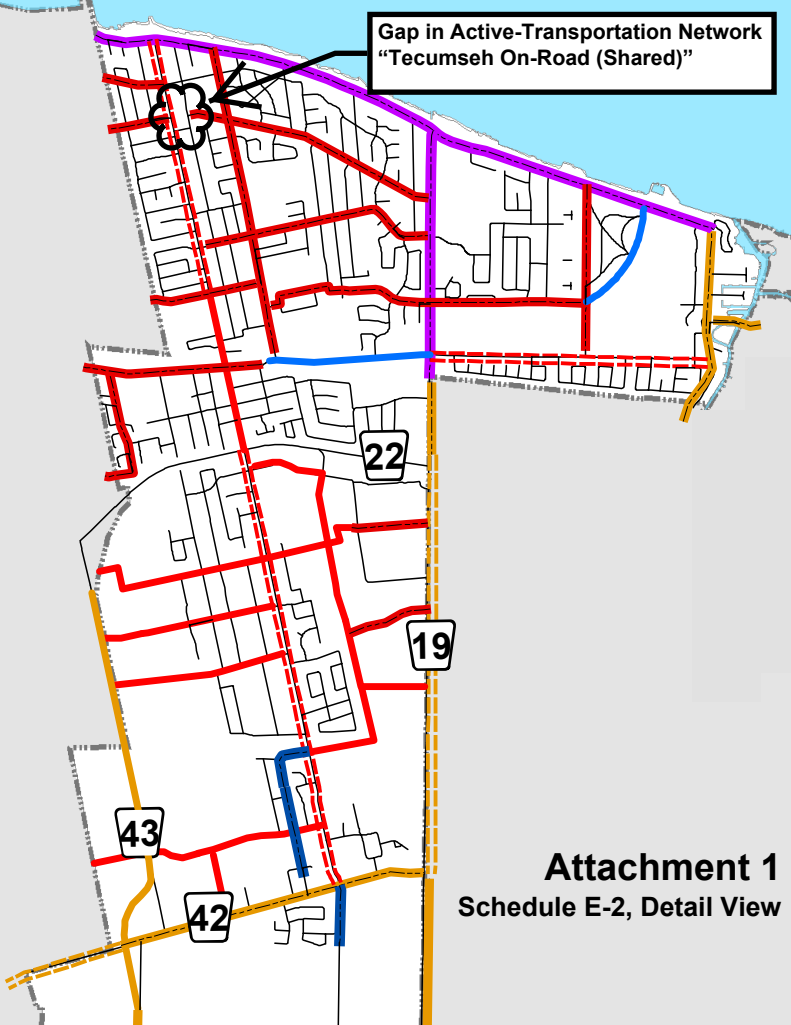 Gap in Active-Transportation Network
“Tecumseh On-Road (Shared)”
22
19
43
42
Attachment 1
Schedule E-2, Detail View